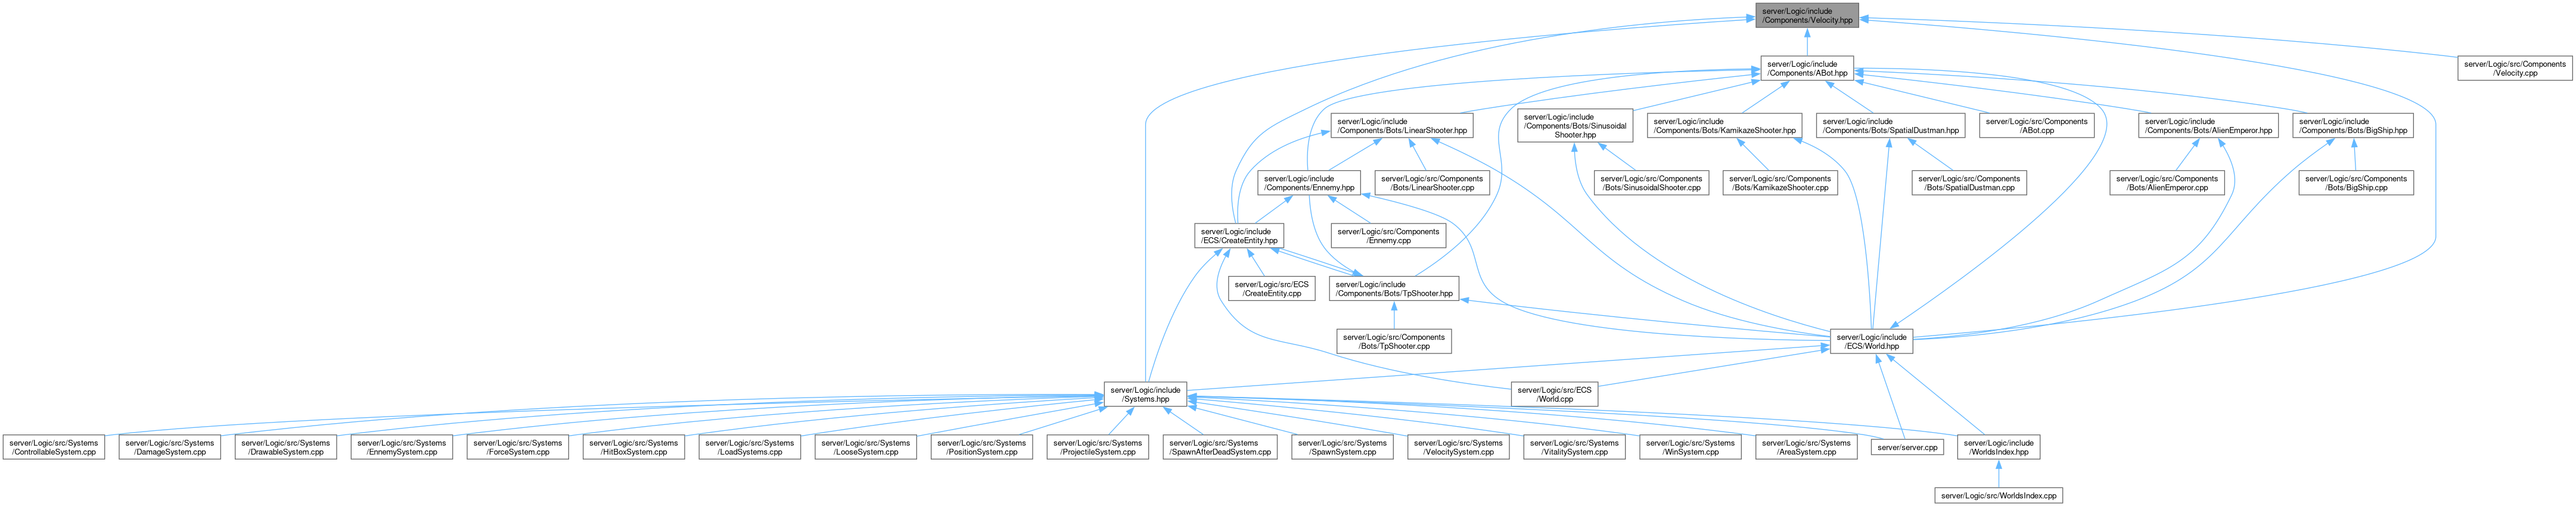 server/Logic/include
/Components/Velocity.hpp
server/Logic/include
/Components/ABot.hpp
server/Logic/src/Components
/Velocity.cpp
server/Logic/include
/Components/Bots/LinearShooter.hpp
server/Logic/include
/Components/Bots/Sinusoidal
Shooter.hpp
server/Logic/include
/Components/Bots/KamikazeShooter.hpp
server/Logic/include
/Components/Bots/SpatialDustman.hpp
server/Logic/src/Components
/ABot.cpp
server/Logic/include
/Components/Bots/AlienEmperor.hpp
server/Logic/include
/Components/Bots/BigShip.hpp
server/Logic/include
/Components/Ennemy.hpp
server/Logic/src/Components
/Bots/LinearShooter.cpp
server/Logic/src/Components
/Bots/SinusoidalShooter.cpp
server/Logic/src/Components
/Bots/KamikazeShooter.cpp
server/Logic/src/Components
/Bots/SpatialDustman.cpp
server/Logic/src/Components
/Bots/AlienEmperor.cpp
server/Logic/src/Components
/Bots/BigShip.cpp
server/Logic/include
/ECS/CreateEntity.hpp
server/Logic/src/Components
/Ennemy.cpp
server/Logic/src/ECS
/CreateEntity.cpp
server/Logic/include
/Components/Bots/TpShooter.hpp
server/Logic/src/Components
/Bots/TpShooter.cpp
server/Logic/include
/ECS/World.hpp
server/Logic/include
/Systems.hpp
server/Logic/src/ECS
/World.cpp
server/Logic/src/Systems
/ControllableSystem.cpp
server/Logic/src/Systems
/DamageSystem.cpp
server/Logic/src/Systems
/DrawableSystem.cpp
server/Logic/src/Systems
/EnnemySystem.cpp
server/Logic/src/Systems
/ForceSystem.cpp
server/Logic/src/Systems
/HitBoxSystem.cpp
server/Logic/src/Systems
/LoadSystems.cpp
server/Logic/src/Systems
/LooseSystem.cpp
server/Logic/src/Systems
/PositionSystem.cpp
server/Logic/src/Systems
/ProjectileSystem.cpp
server/Logic/src/Systems
/SpawnAfterDeadSystem.cpp
server/Logic/src/Systems
/SpawnSystem.cpp
server/Logic/src/Systems
/VelocitySystem.cpp
server/Logic/src/Systems
/VitalitySystem.cpp
server/Logic/src/Systems
/WinSystem.cpp
server/Logic/src/Systems
/AreaSystem.cpp
server/server.cpp
server/Logic/include
/WorldsIndex.hpp
server/Logic/src/WorldsIndex.cpp